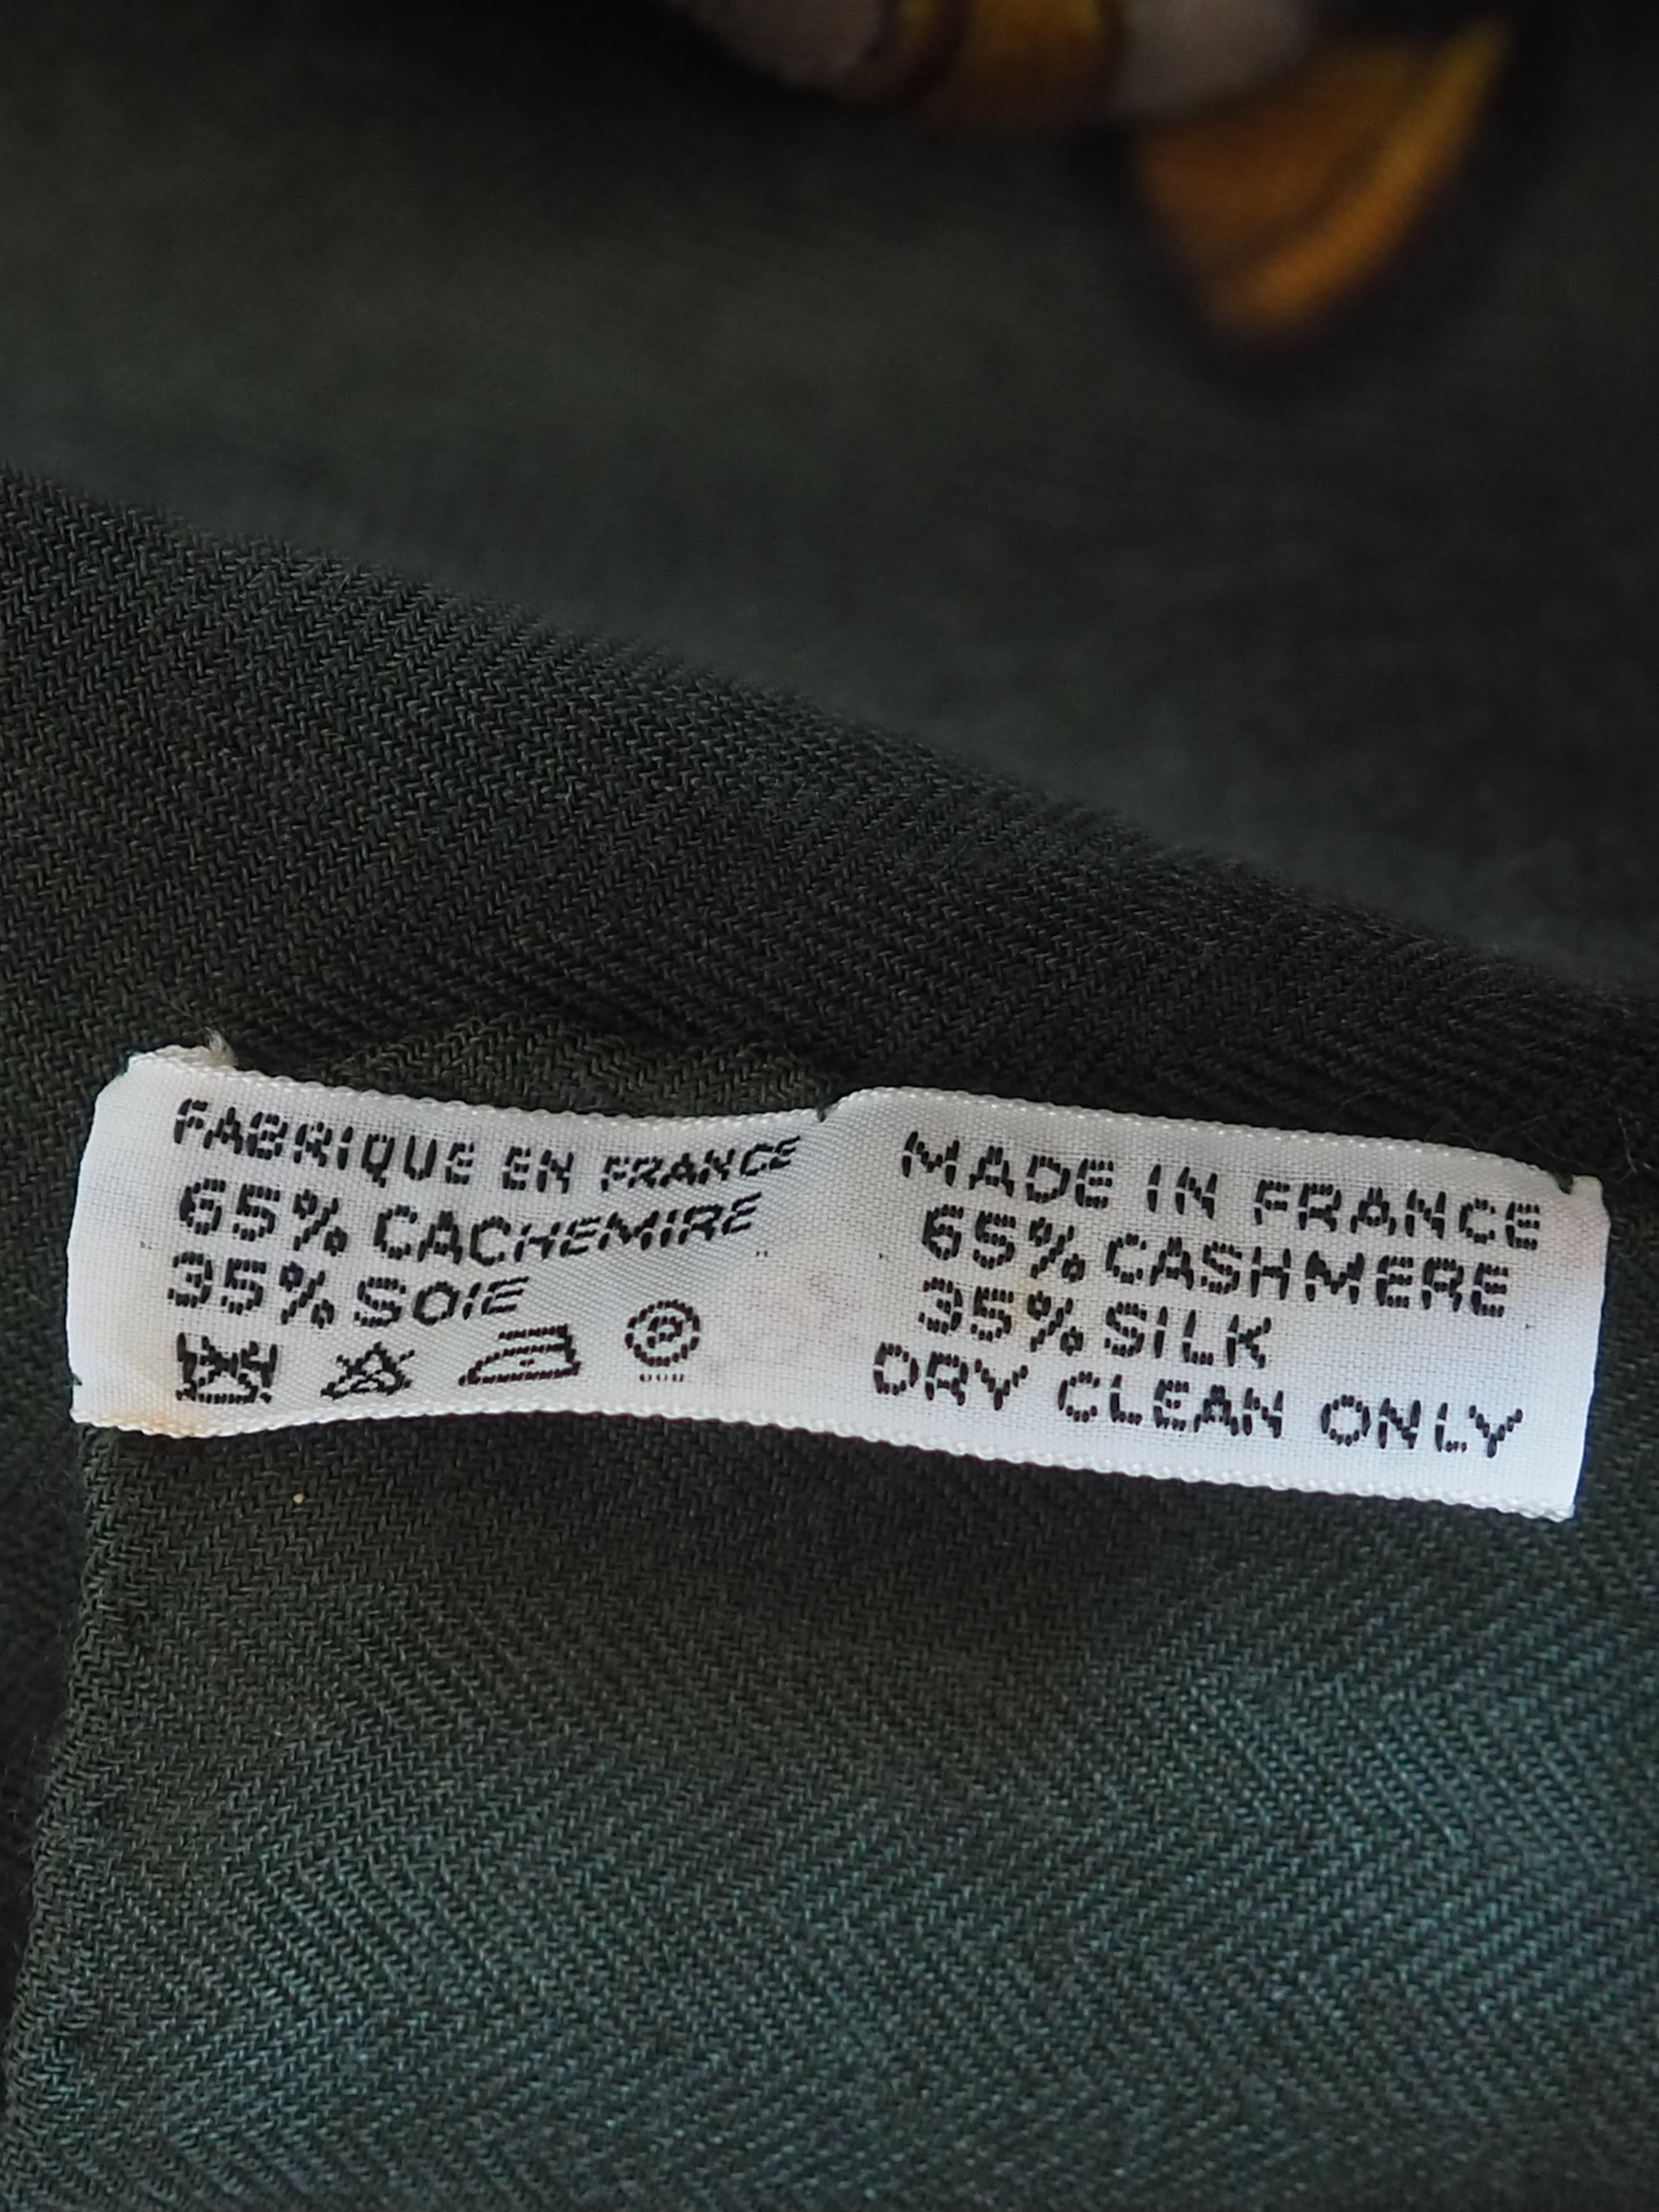 FABRIQUE EN FRANCE
65% CACHEMIRE
35% SOIE
P
MADE IN FRANCE
65% CASHMERE
35% SILK
DRY CLEAN ONLY